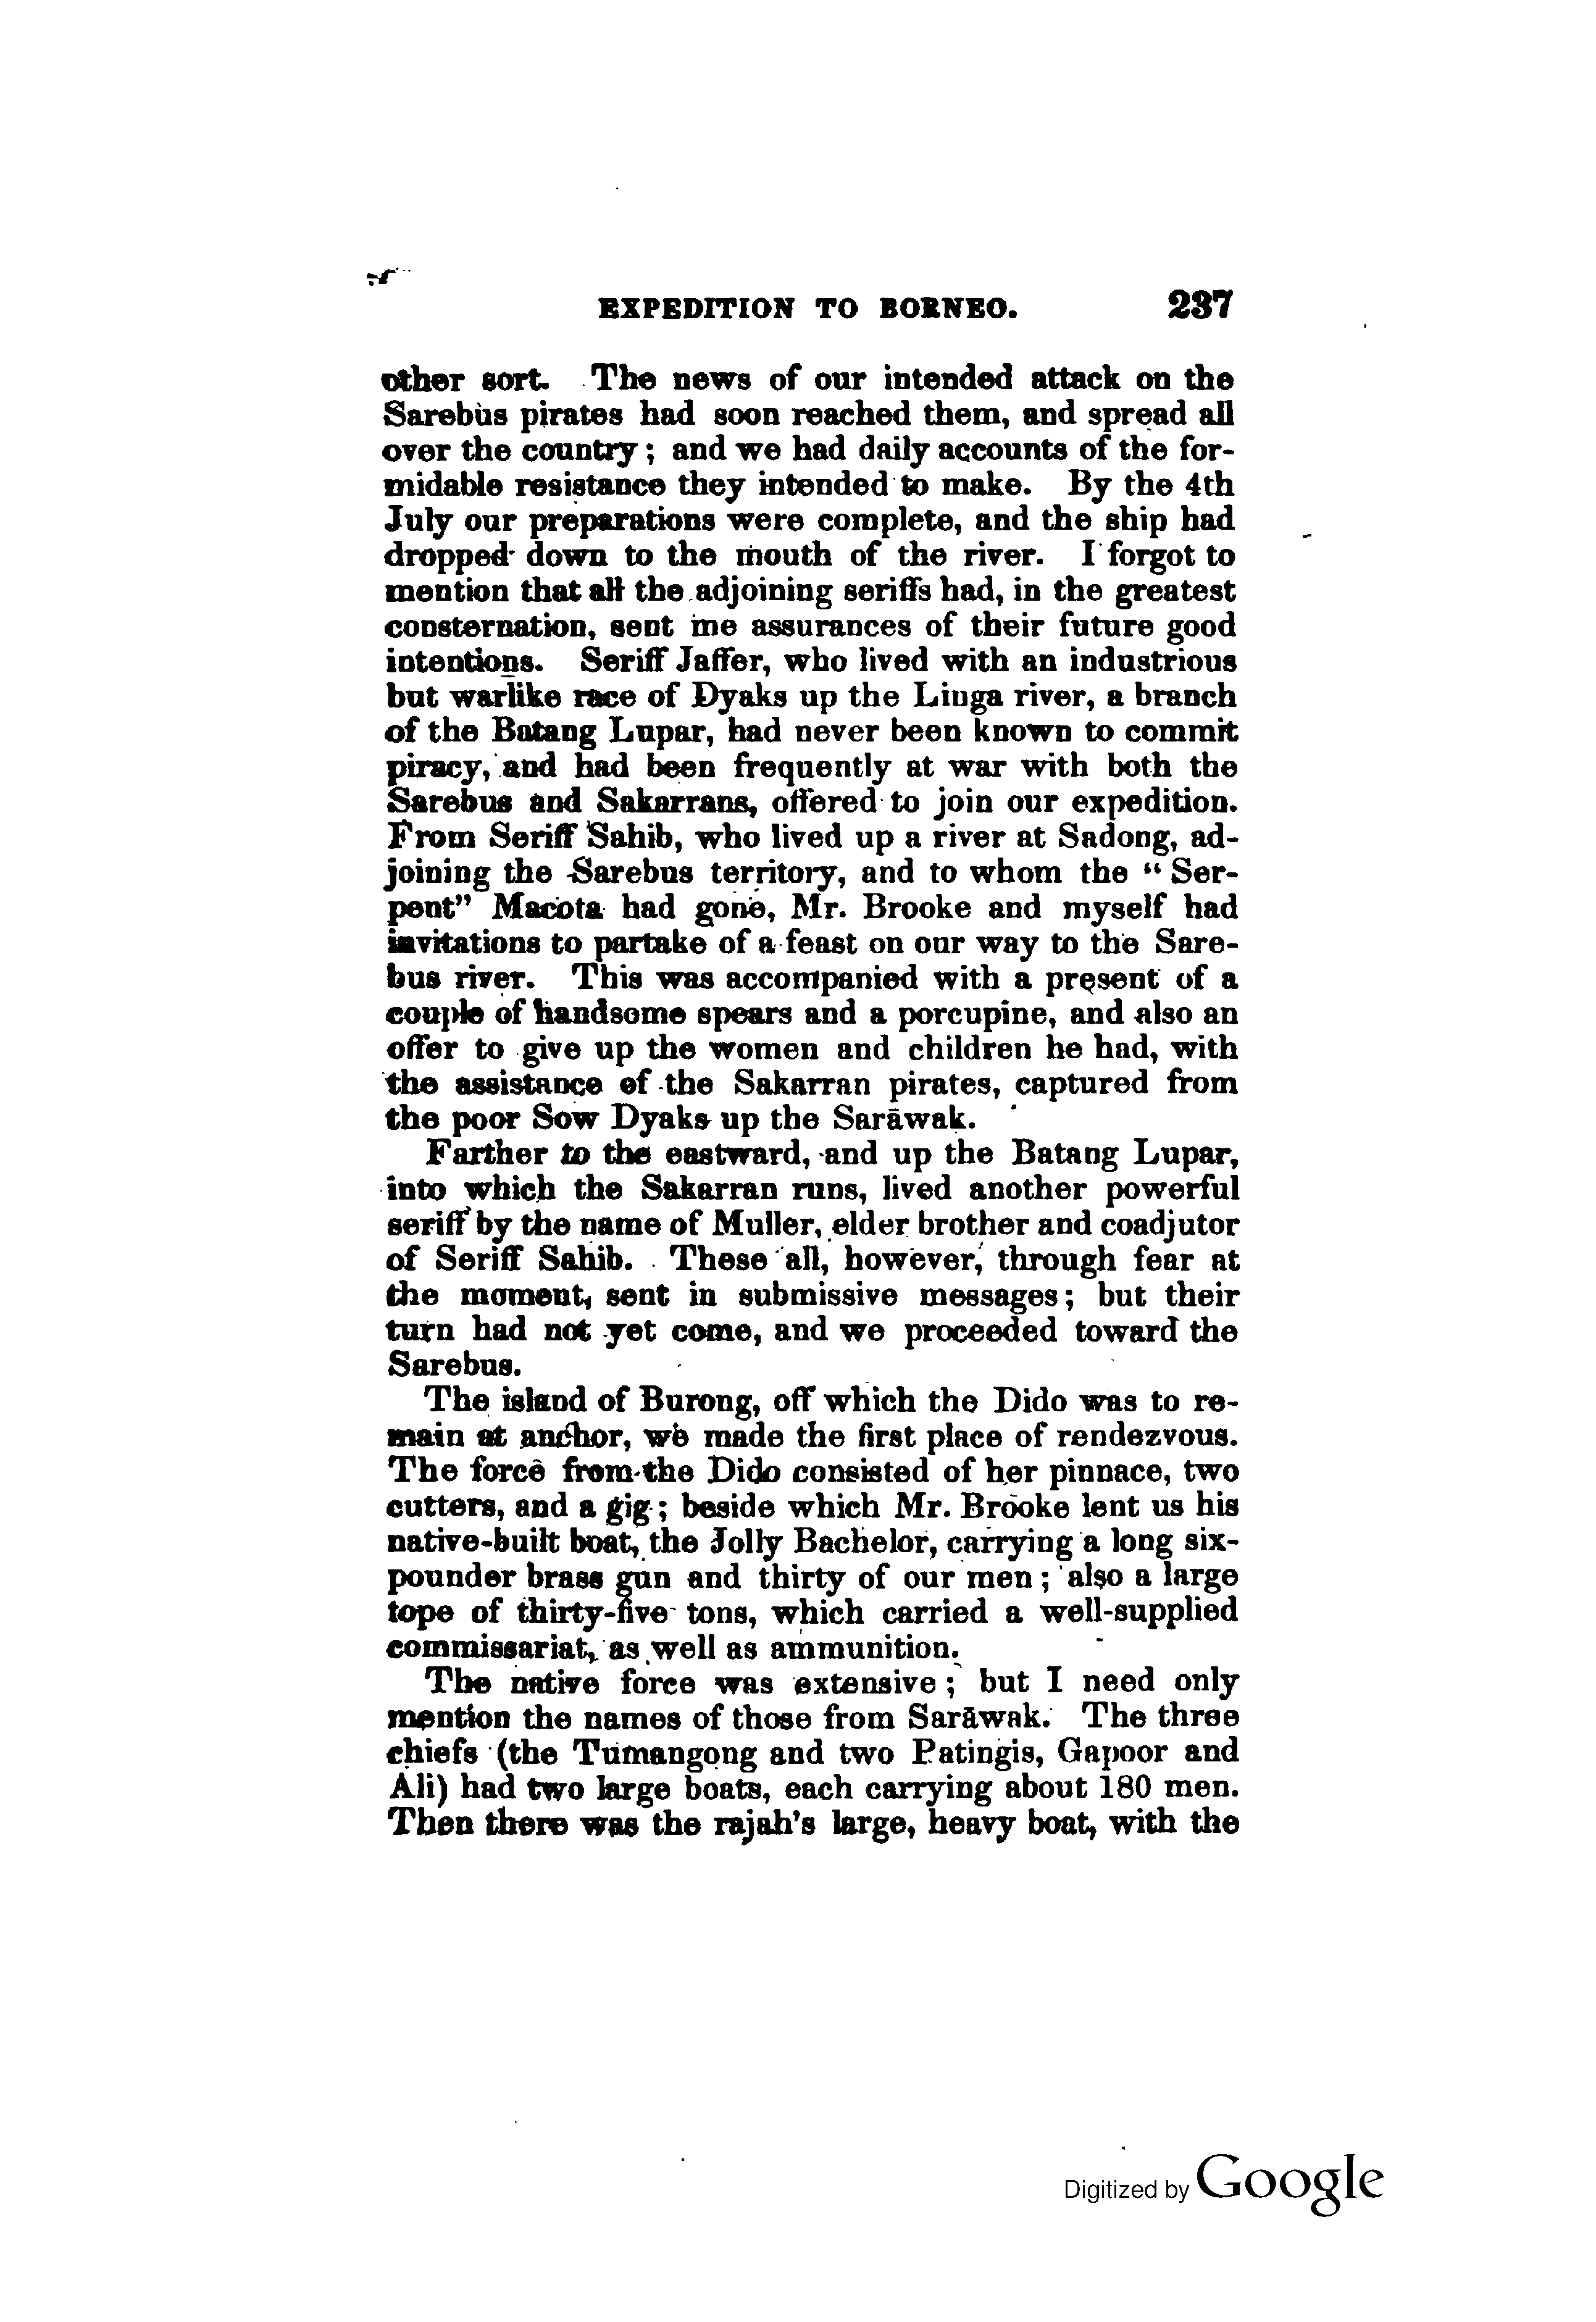 EXPEDITION TO BORNEO. 237
other sort. The news of our intended attack on the
Sarebus pirates had soon reached them, and spread all
over the country; and we had daily accounts of the for-
midable resistance they intended to make. By the 4th
July our preparations were complete, and the ship had
dropped down to the mouth of the river. I forgot to
mention that all the adjoining seriffs had, in the greatest
consternation, sent me assurances of their future good
intentions. Seriff Jaffer, who lived with an industrious
but warlike race of Dyaks up the Linga river, a branch
of the Batang Lupar, had never been known to commit
piracy, and had been frequently at war with both the
Sarebus and Sakarrans, offered to join our expedition.
From Seriff Sahib, who lived up a river at Sadong, ad-
joining the Sarebus territory, and to whom the "Ser-
pent" Macota had gone, Mr. Brooke and myself had
invitations to partake of a feast on our way to the Sare-
bus river. This was accompanied with a present of a
couple of handsome spears and a porcupine, and also an
offer to give up the women and children he had, with
the assistance of the Sakarran pirates, captured from
the poor Sow Dyaks up the Sarāwak.
Farther to the eastward, and up the Batang Lupar,
into which the Sakarran runs, lived another powerful
seriff by the name of Muller, elder brother and coadjutor
of Seriff Sahib. These all, however, through fear at
the moment, sent in submissive messages; but their
turn had not yet come, and we proceeded toward the
Sarebus.
The island of Burong, off which the Dido was to re-
main at anchor, we made the first place of rendezvous.
The force from the Dido consisted of her pinnace, two
cutters, and a gig; beside which Mr. Brooke lent us his
native-built boat, the Jolly Bachelor, carrying a long six-
pounder brass gun and thirty of our men; also a large
tope of thirty-five tons, which carried a well-supplied
commissariat, as well as ammunition.
The native force was extensive; but I need only
mention the names of those from Sarāwak. The three
chiefs (the Tumangong and two Patingis, Gapoor and
Ali) had two large boats, each carrying about 180 men.
Then there was the rajah's large, heavy boat, with the
Digitized by Google